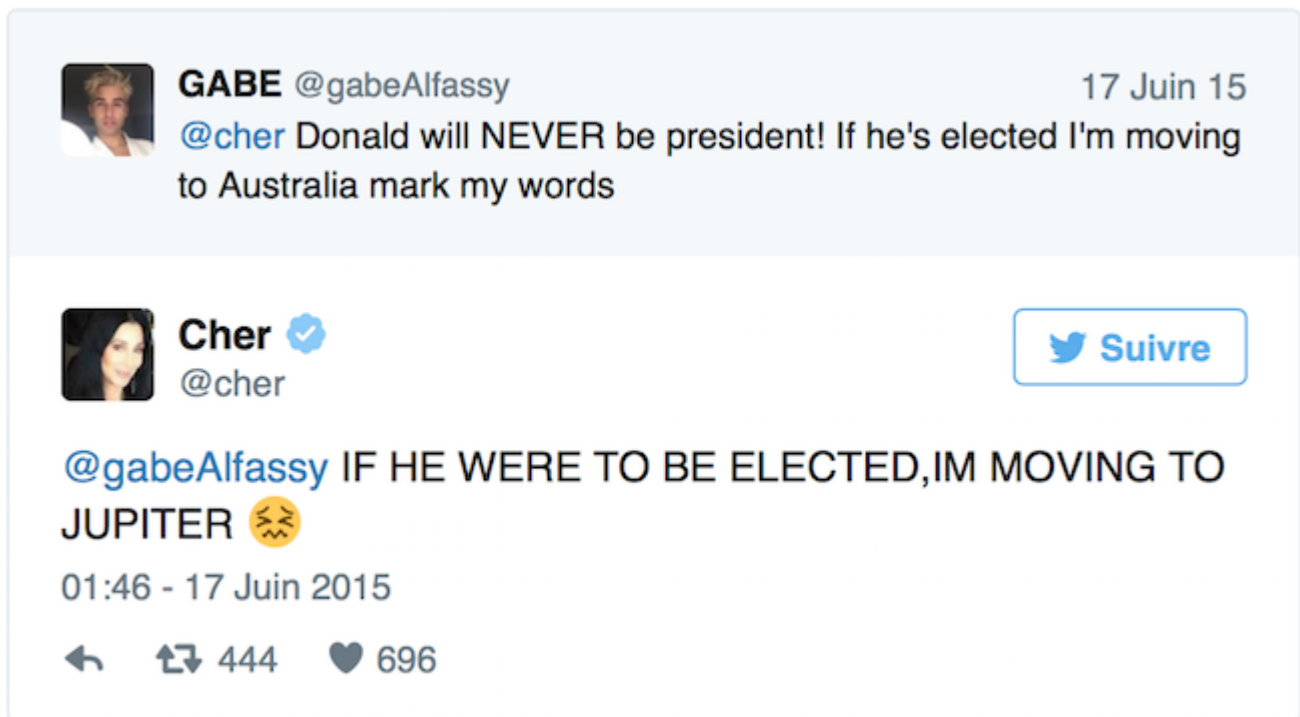 GABE @gabeAlfassy 17 Juin 15
@cher Donald will NEVER be president! If he's elected I'm moving
to Australia mark my words
Cher
@cher
Suivre
@gabeAlfassy IF HE WERE TO BE ELECTED,IM MOVING TO
JUPITER 😖
01:46 - 17 Juin 2015
444 696